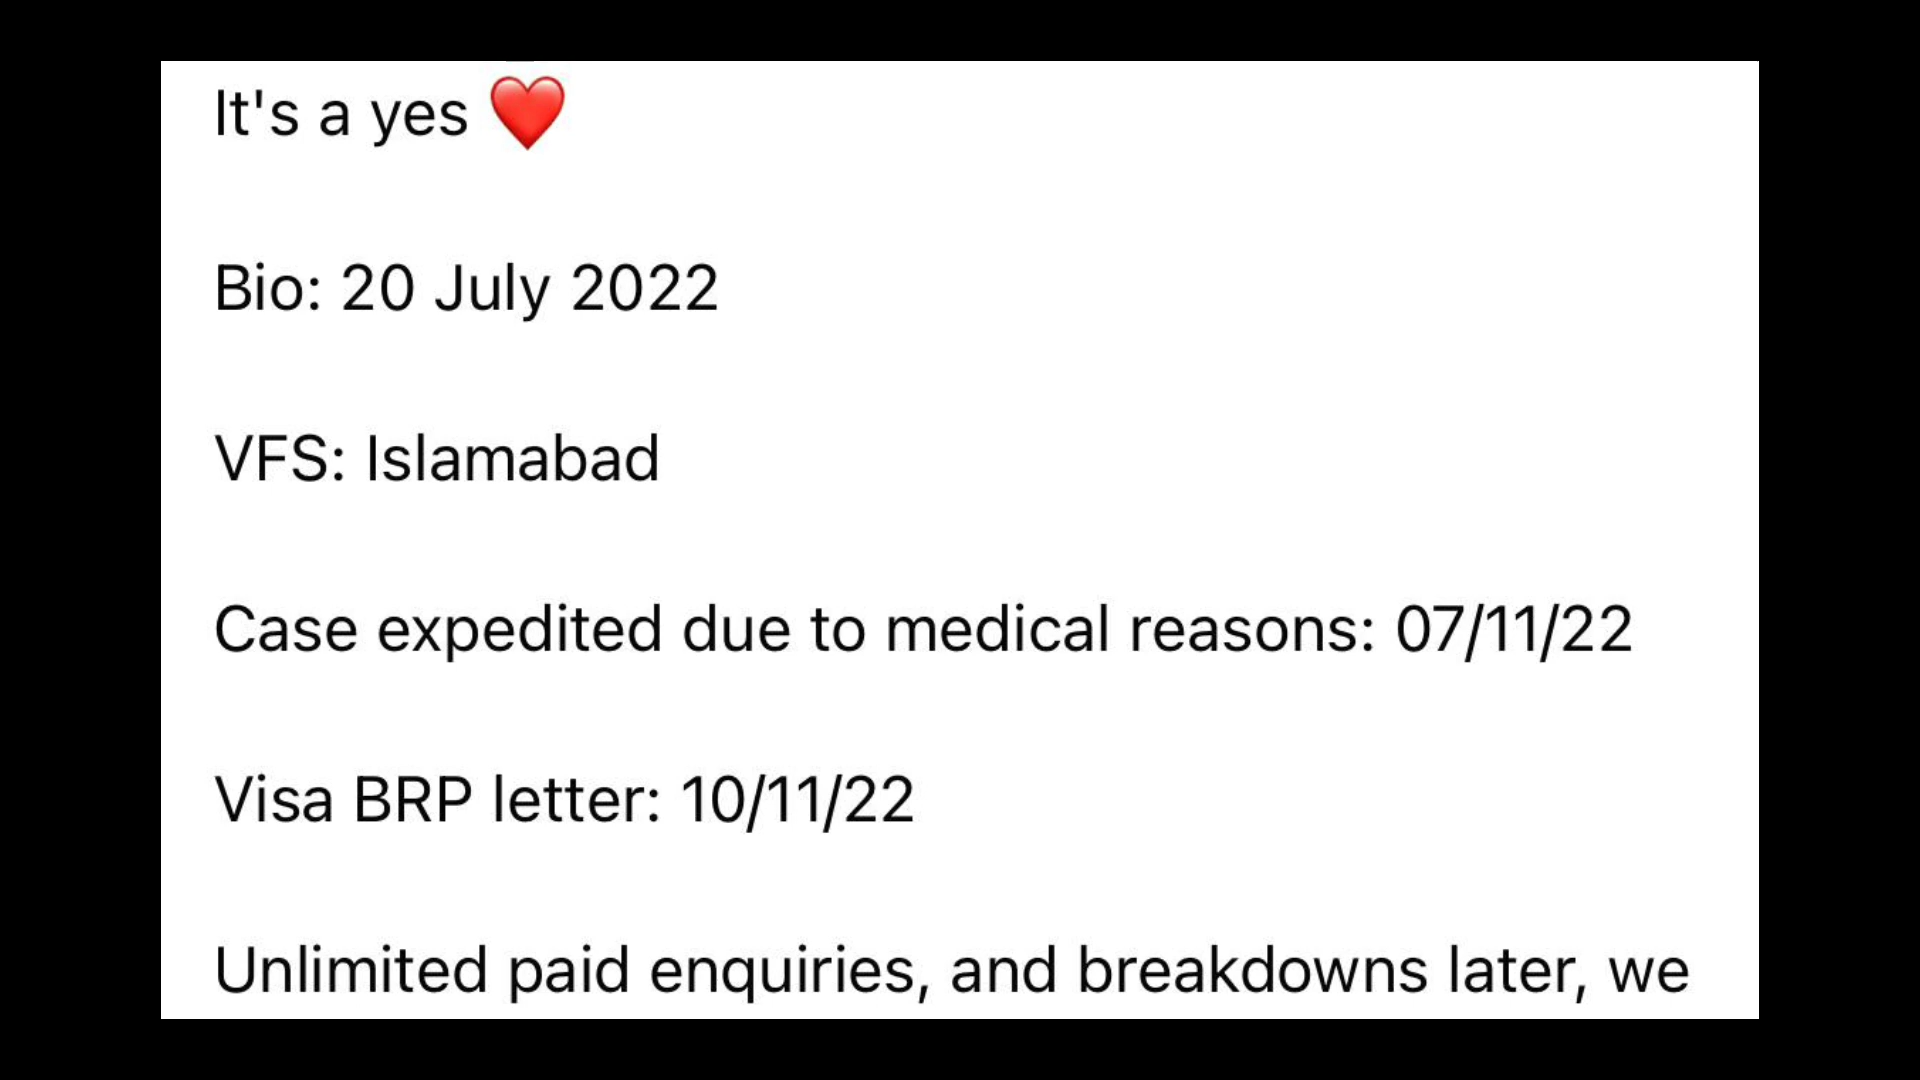 It's a yes ❤️
Bio: 20 July 2022
VFS: Islamabad
Case expedited due to medical reasons: 07/11/22
Visa BRP letter: 10/11/22
Unlimited paid enquiries, and breakdowns later, we